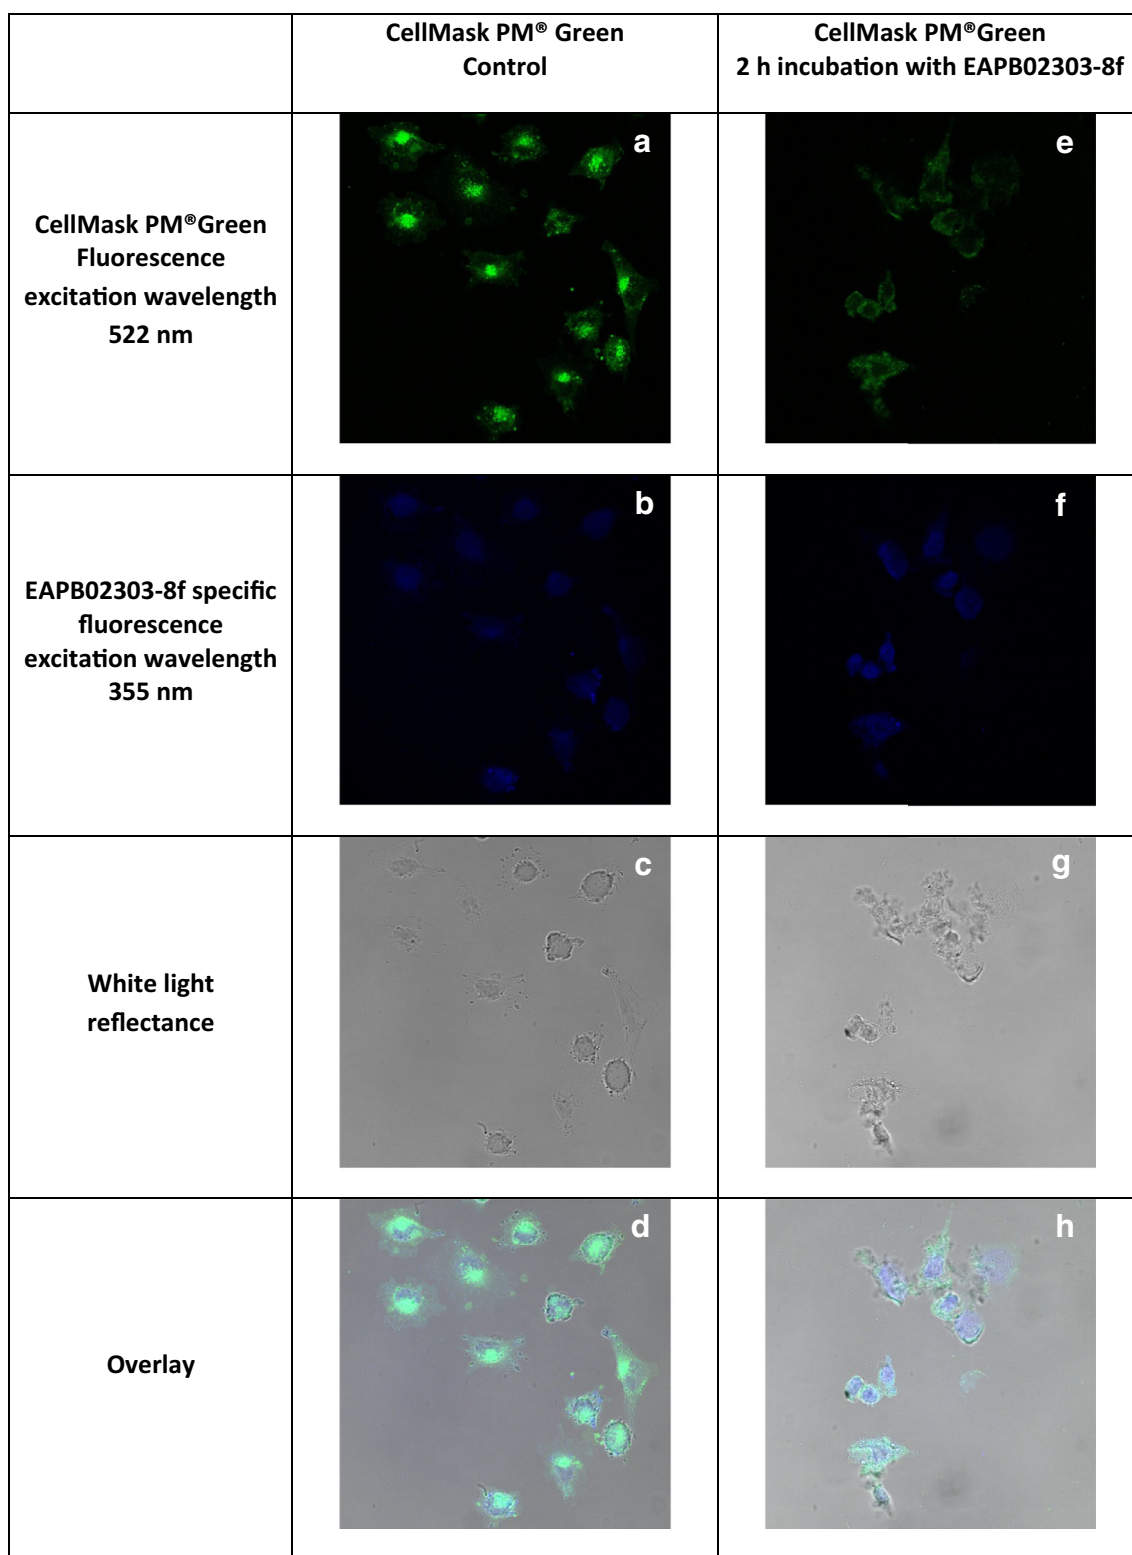 CellMask PM® Green
Control
CellMask PM®Green
2 h incubation with EAPB02303-8f
CellMask PM®Green
Fluorescence
excitation wavelength
522 nm
a
e
EAPB02303-8f specific
fluorescence
excitation wavelength
355 nm
b
f
White light
reflectance
c
g
Overlay
d
h